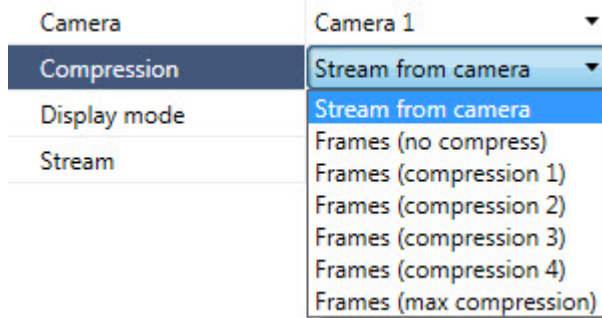 Camera Camera 1
Compression Stream from camera
Display mode Stream from camera
Frames (no compress)
Stream Frames (compression 1)
Frames (compression 2)
Frames (compression 3)
Frames (compression 4)
Frames (max compression)